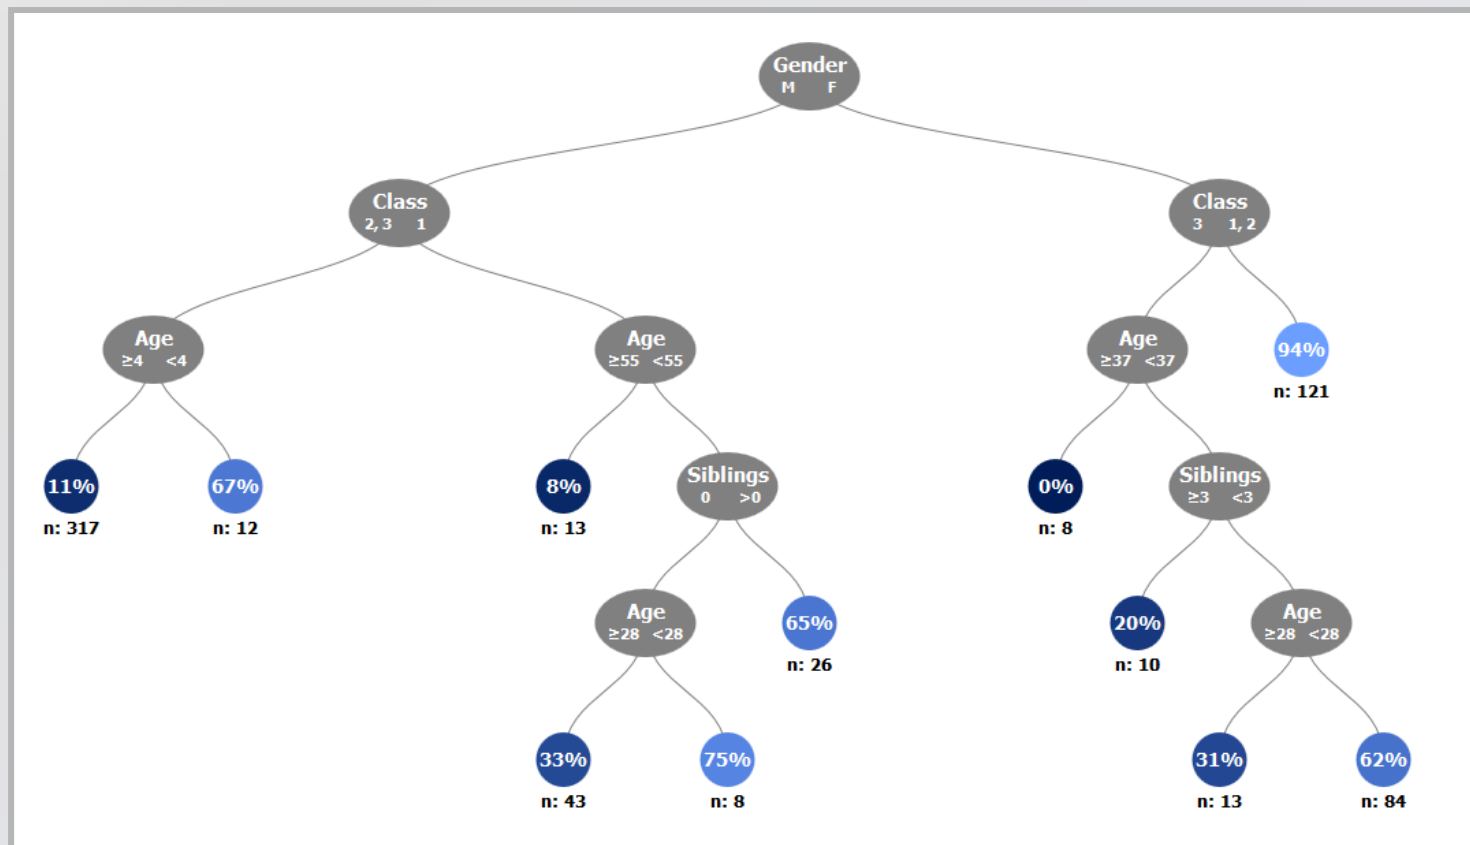 Gender
M F
Class
2, 3 1
Class
3 1, 2
Age
≥4 <4
Age
≥55 <55
Age
≥37 <37
94%
n: 121
11%
n: 317
67%
n: 12
8%
n: 13
Siblings
0 >0
0%
n: 8
Siblings
≥3 <3
Age
≥28 <28
65%
n: 26
20%
n: 10
Age
≥28 <28
33%
n: 43
75%
n: 8
31%
n: 13
62%
n: 84